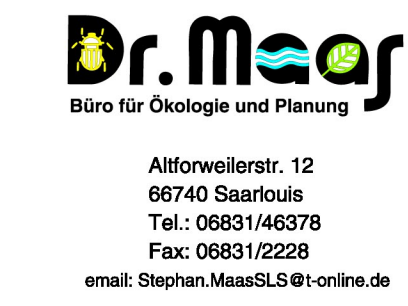 Dr. Maas
Büro für Ökologie und Planung
Altforweilerstr. 12
66740 Saarlouis
Tel.: 06831/46378
Fax: 06831/2228
email: Stephan.MaasSLS@t-online.de